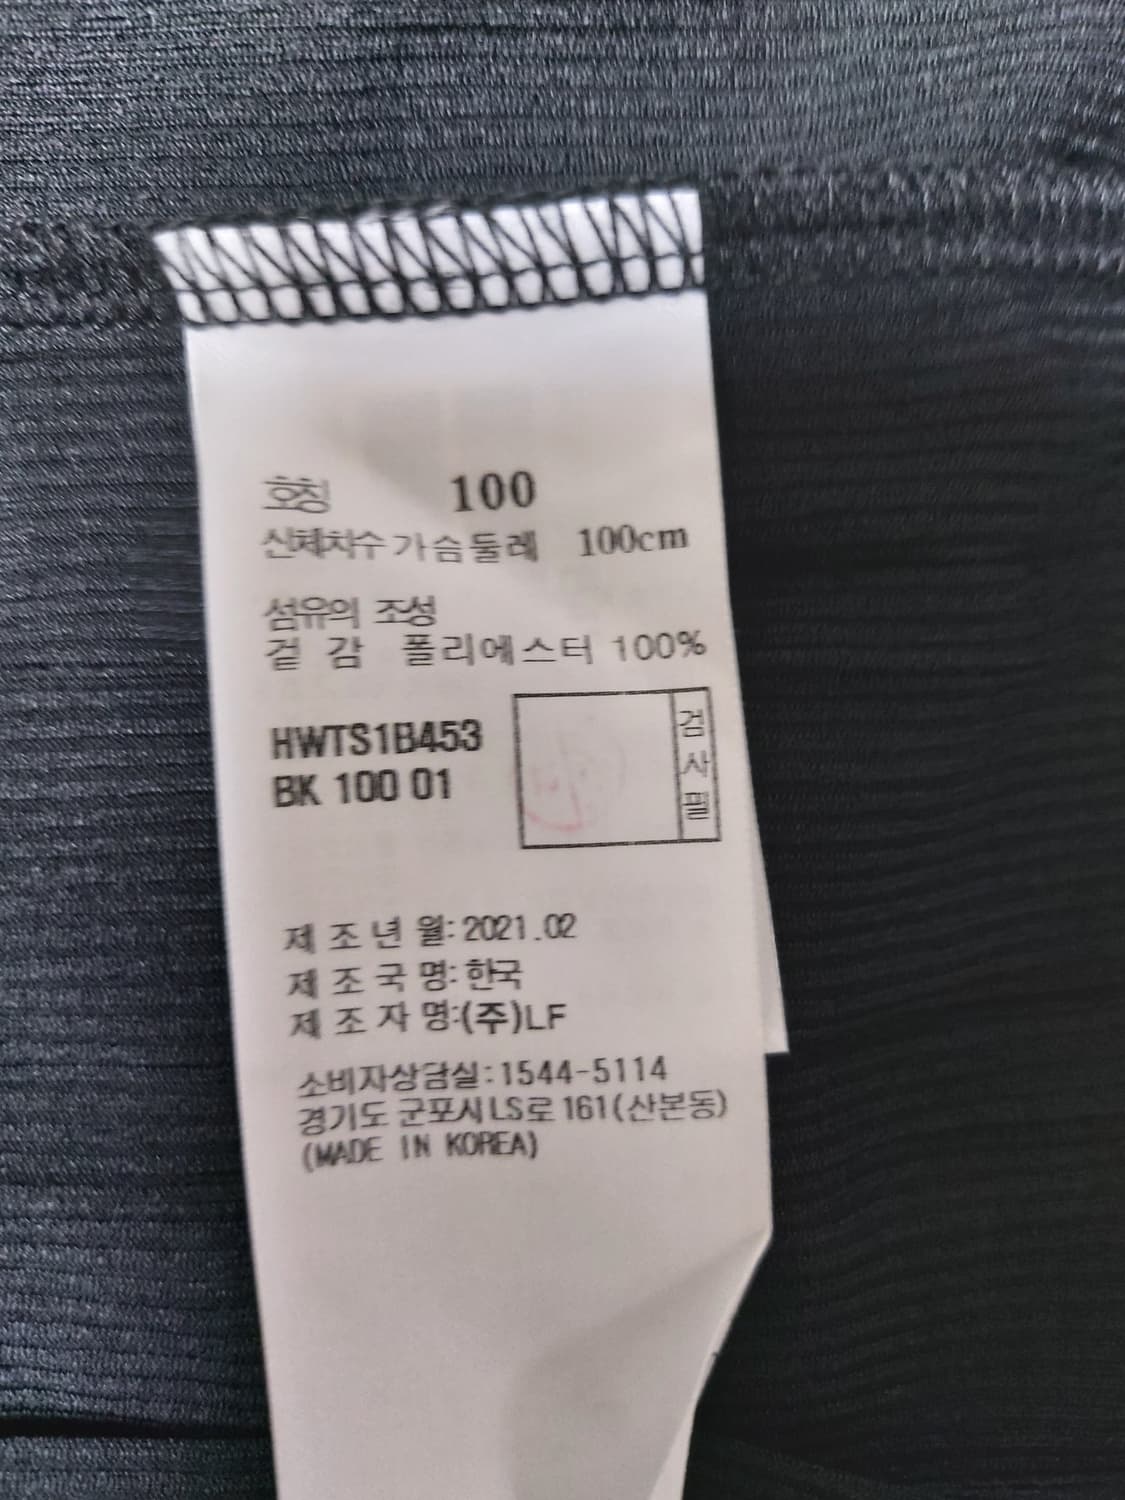 호칭 100
신체치수 가슴둘레 100cm
섬유의 조성
겉 감 폴리에스터 100%
HWTS1B453
BK 100 01
검사필
제 조 년 월: 2021.02
제 조 국 명: 한국
제 조 자 명:(주)LF
소비자상담실:1544-5114
경기도 군포시 LS로 161(산본동)
(MADE IN KOREA)